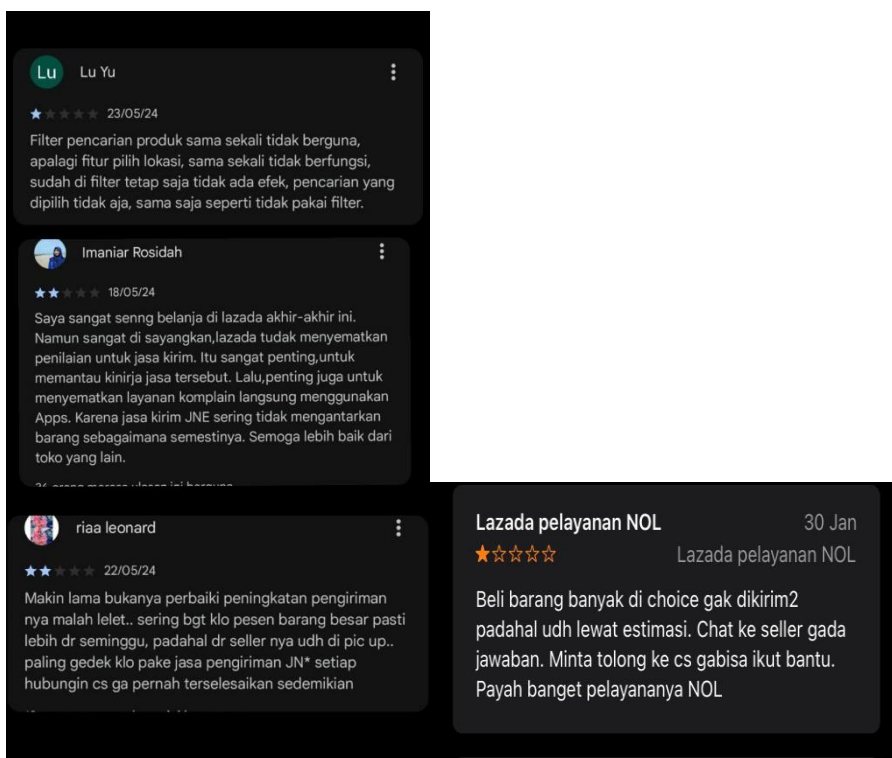 Lu
Lu Yu
23/05/24
Filter pencarian produk sama sekali tidak berguna,
apalagi fitur pilih lokasi, sama sekali tidak berfungsi,
sudah di filter tetap saja tidak ada efek, pencarian yang
dipilih tidak aja, sama saja seperti tidak pakai filter.
Imaniar Rosidah
18/05/24
Saya sangat senng belanja di lazada akhir-akhir ini.
Namun sangat di sayangkan,lazada tudak menyematkan
penilaian untuk jasa kirim. Itu sangat penting,untuk
memantau kinirja jasa tersebut. Lalu,penting juga untuk
menyematkan layanan komplain langsung menggunakan
Apps. Karena jasa kirim JNE sering tidak mengantarkan
barang sebagaimana semestinya. Semoga lebih baik dari
toko yang lain.
riaa leonard
22/05/24
Makin lama bukanya perbaiki peningkatan pengiriman
nya malah lelet.. sering bgt klo pesen barang besar pasti
lebih dr seminggu, padahal dr seller nya udh di pic up..
paling gedek klo pake jasa pengiriman JN* setiap
hubungin cs ga pernah terselesaikan sedemikian
Lazada pelayanan NOL 30 Jan
Lazada pelayanan NOL
Beli barang banyak di choice gak dikirim2
padahal udh lewat estimasi. Chat ke seller gada
jawaban. Minta tolong ke cs gabisa ikut bantu.
Payah banget pelayananya NOL